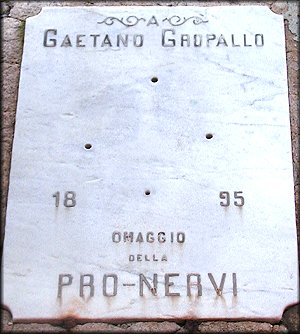 A
GAETANO GROPALLO
18 95
OMAGGIO
DELLA
PRO-NERVI